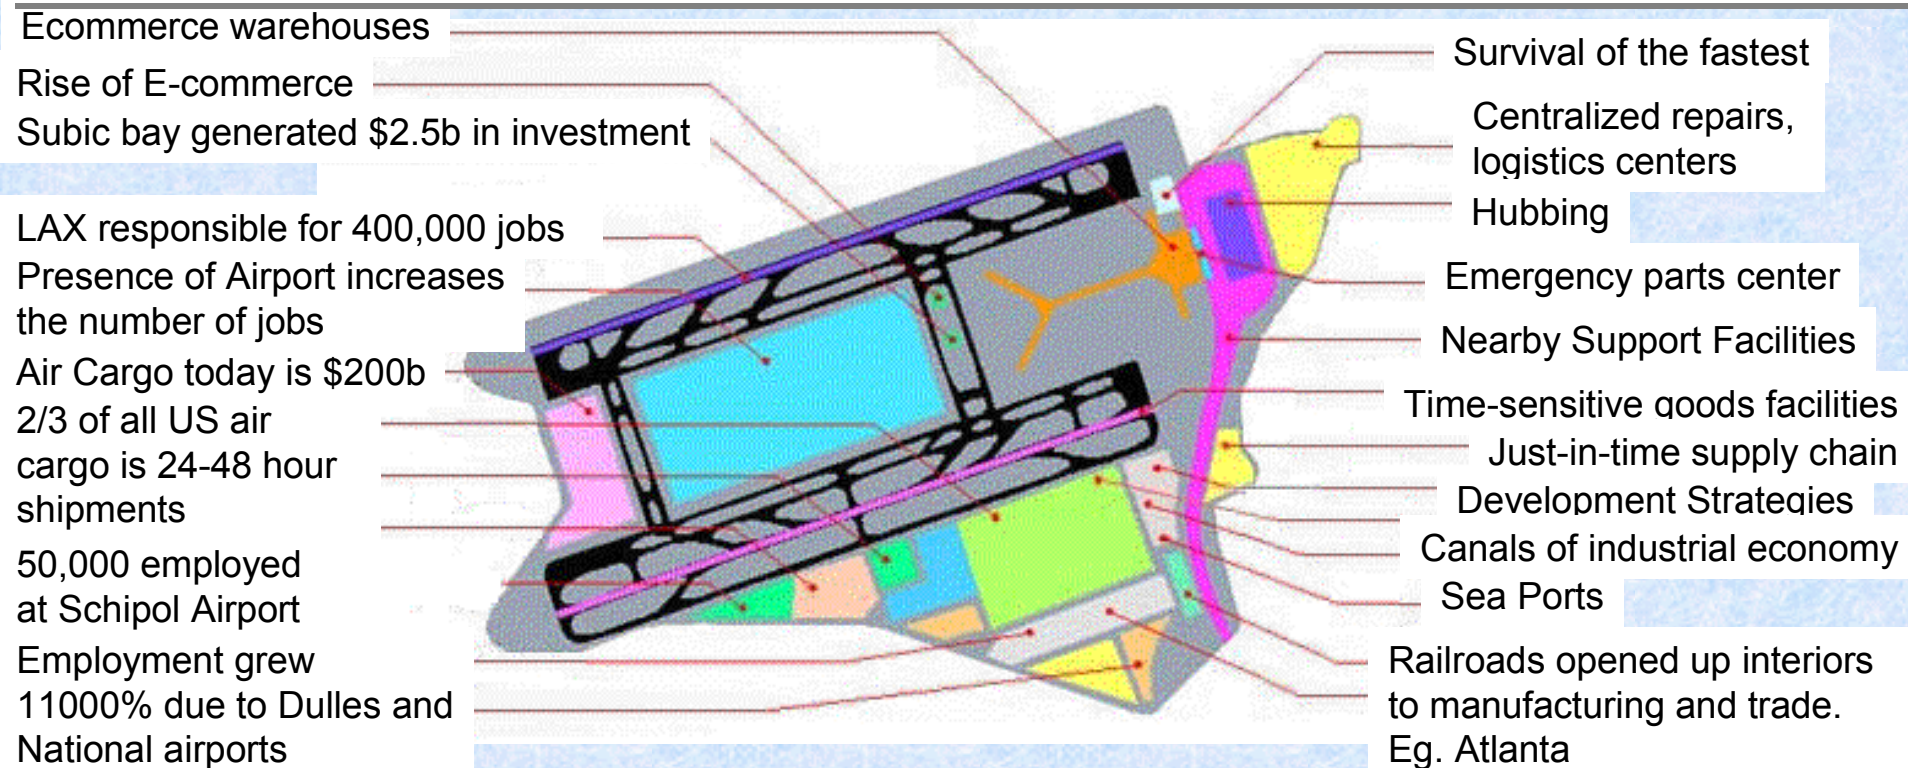 Ecommerce warehouses
Rise of E-commerce
Subic bay generated $2.5b in investment
LAX responsible for 400,000 jobs
Presence of Airport increases
the number of jobs
Air Cargo today is $200b
2/3 of all US air
cargo is 24-48 hour
shipments
50,000 employed
at Schipol Airport
Employment grew
11000% due to Dulles and
National airports
Survival of the fastest
Centralized repairs,
logistics centers
Hubbing
Emergency parts center
Nearby Support Facilities
Time-sensitive goods facilities
Just-in-time supply chain
Development Strategies
Canals of industrial economy
Sea Ports
Railroads opened up interiors
to manufacturing and trade.
Eg. Atlanta